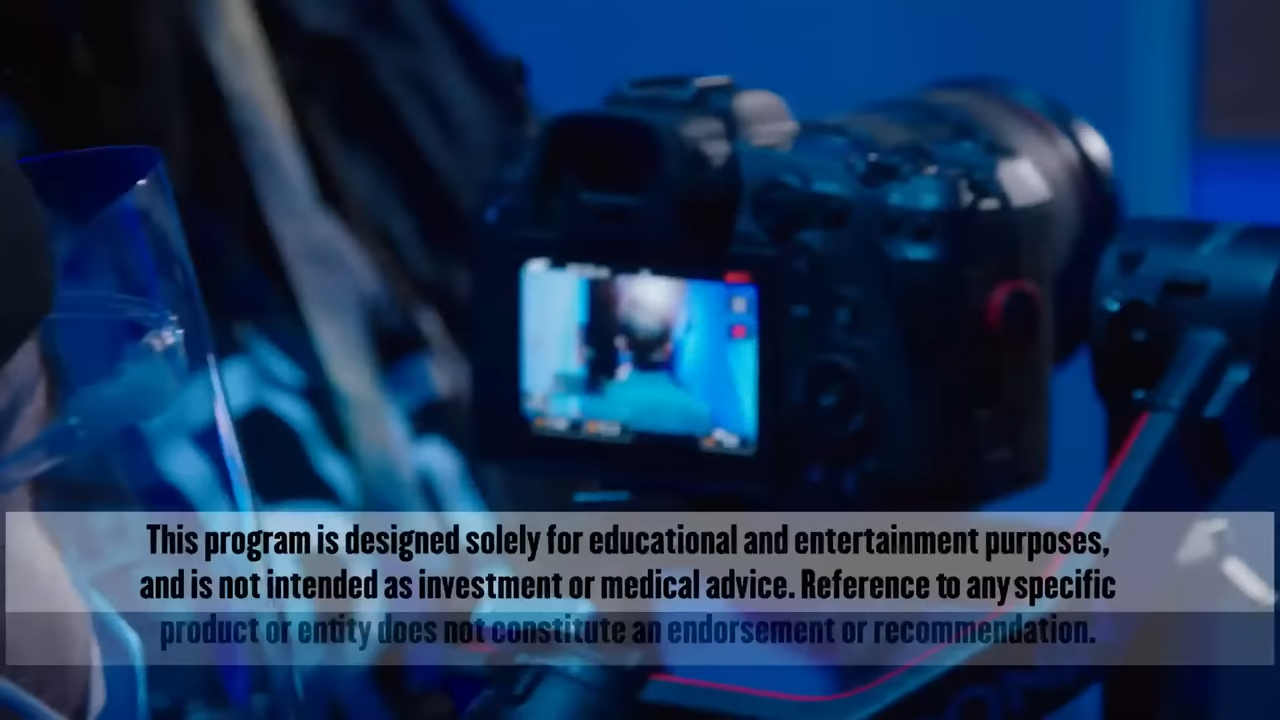 This program is designed solely for educational and entertainment purposes,
and is not intended as investment or medical advice. Reference to any specific
product or entity does not constitute an endorsement or recommendation.